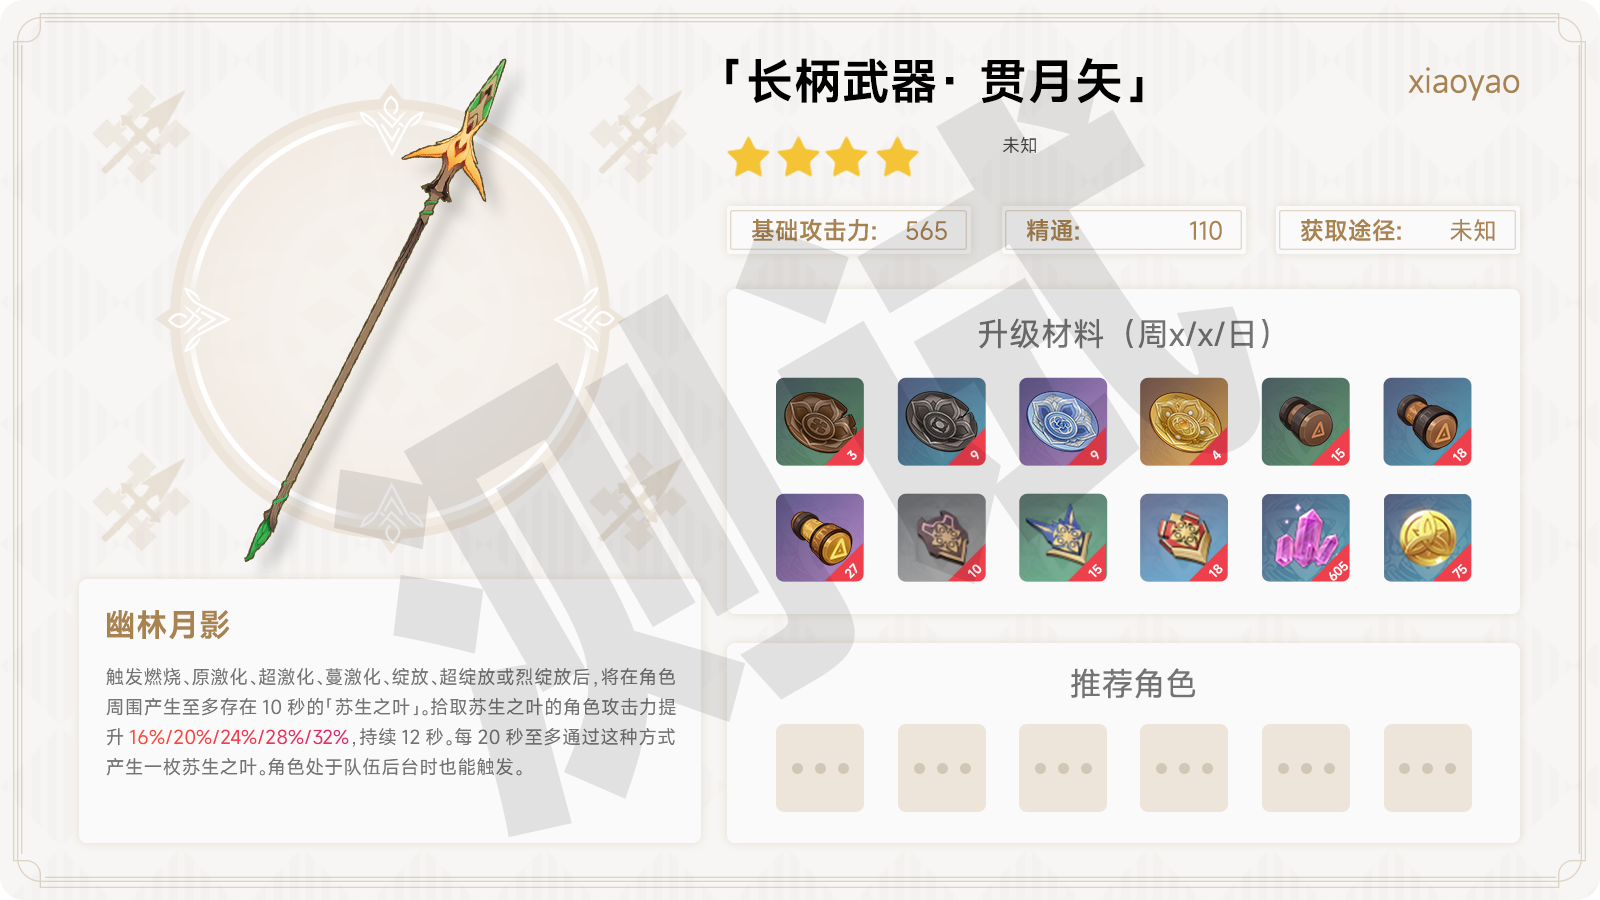 「长柄武器· 贯月矢」
xiaoyao
未知
基础攻击力: 565
精通: 110
获取途径: 未知
升级材料（周x/x/日）
3
9
9
4
15
18
27
10
15
18
605
75
幽林月影
触发燃烧、原激化、超激化、蔓激化、绽放、超绽放或烈绽放后,将在角色
周围产生至多存在 10 秒的「苏生之叶」。拾取苏生之叶的角色攻击力提
升 16%/20%/24%/28%/32%,持续 12 秒。每 20 秒至多通过这种方式
产生一枚苏生之叶。角色处于队伍后台时也能触发。
推荐角色
测试